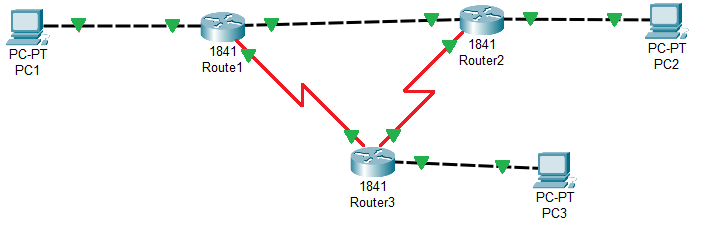 PC-PT
PC1
1841
Route1
1841
Router2
PC-PT
PC2
1841
Router3
PC-PT
PC3